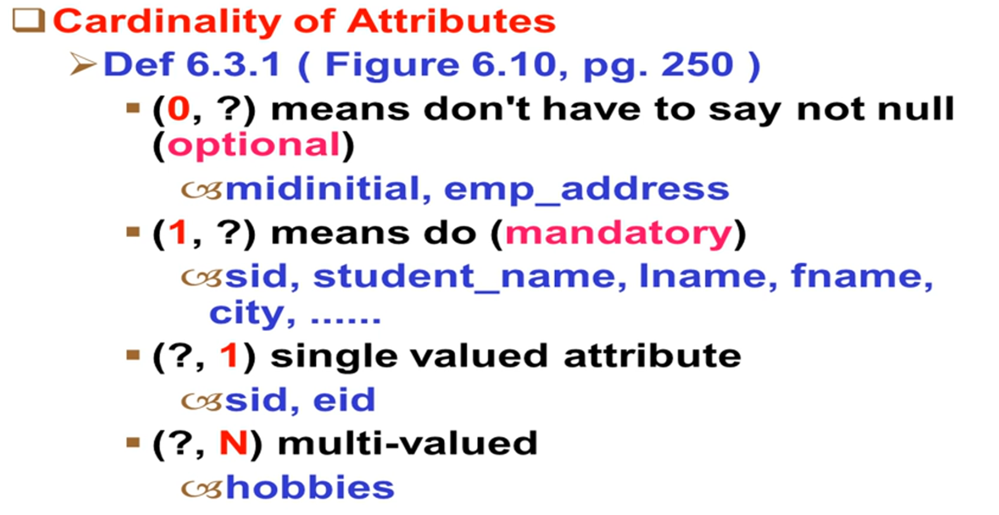 Cardinality of Attributes
Def 6.3.1 ( Figure 6.10, pg. 250 )
(0, ?) means don't have to say not null
(optional)
midinitial, emp_address
(1, ?) means do (mandatory)
sid, student_name, lname, fname,
city, ......
(?, 1) single valued attribute
sid, eid
(?, N) multi-valued
hobbies